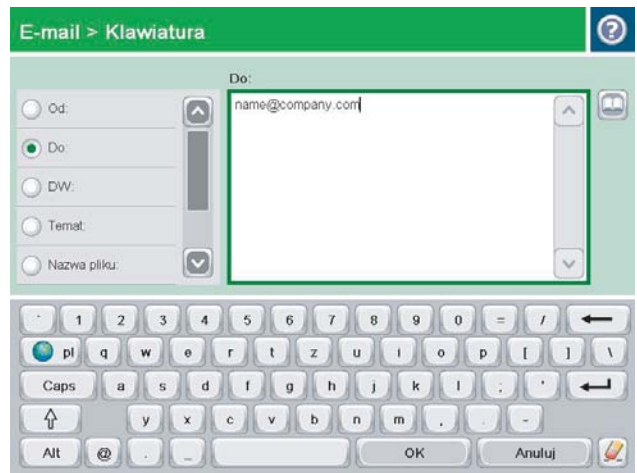 E-mail > Klawiatura ?
Do:
Od:
name@company.com
Do:
DW:
Temat:
Nazwa pliku:
` 1 2 3 4 5 6 7 8 9 0 = /
pl q w e r t z u i o p [ ] \
Caps a s d f g h j k l ; '
y x c v b n m , . -
Alt @ . _ OK Anuluj